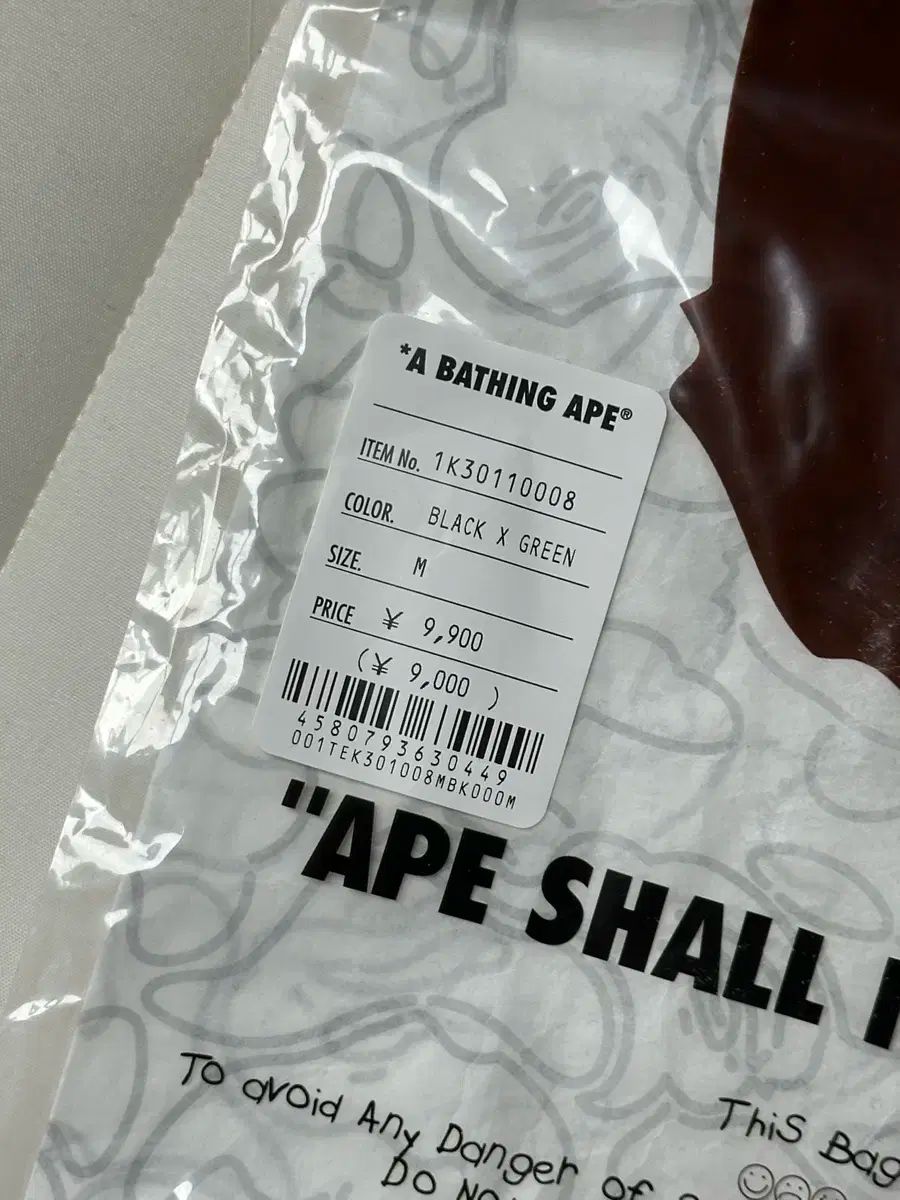 *A BATHING APE®
ITEM No. 1K30110008
COLOR. BLACK X GREEN
SIZE. M
PRICE ¥ 9,900
(¥ 9,000 )
4580793630449
001TEK301008MBK000M
"APE SHALL
To avoid Any Danger of
Do No
This Bag